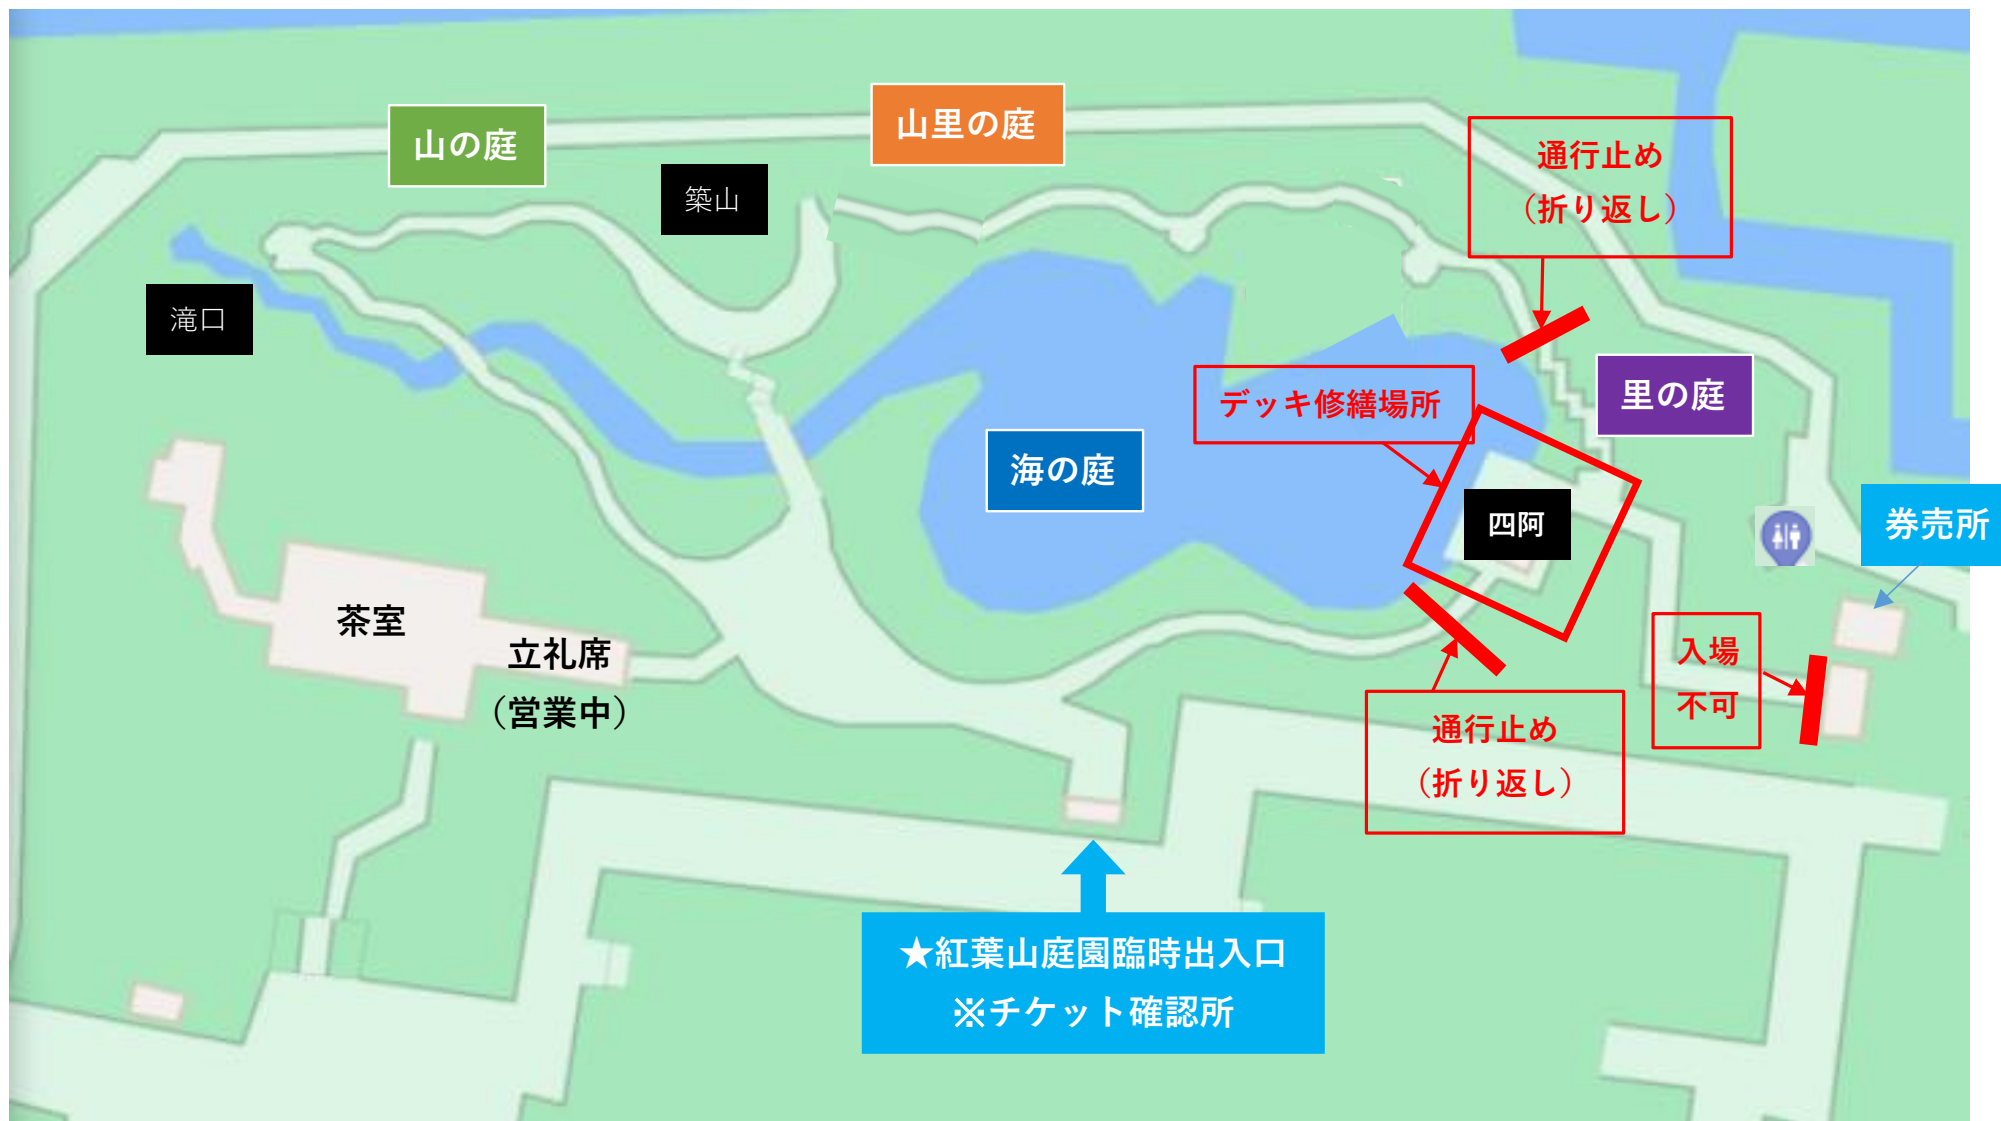 山の庭
山里の庭
通行止め
（折り返し）
築山
滝口
デッキ修繕場所
里の庭
海の庭
四阿
券売所
茶室
立礼席
（営業中）
入場
不可
通行止め
（折り返し）
★紅葉山庭園臨時出入口
※チケット確認所